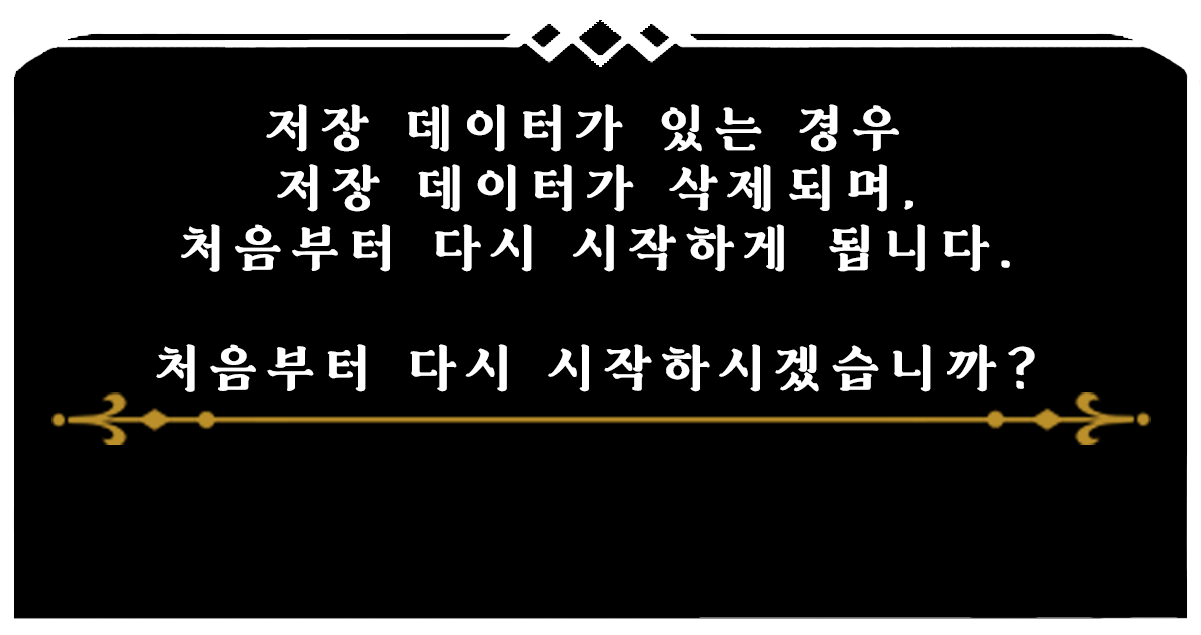 저장 데이터가 있는 경우
저장 데이터가 삭제되며,
처음부터 다시 시작하게 됩니다.
처음부터 다시 시작하시겠습니까?